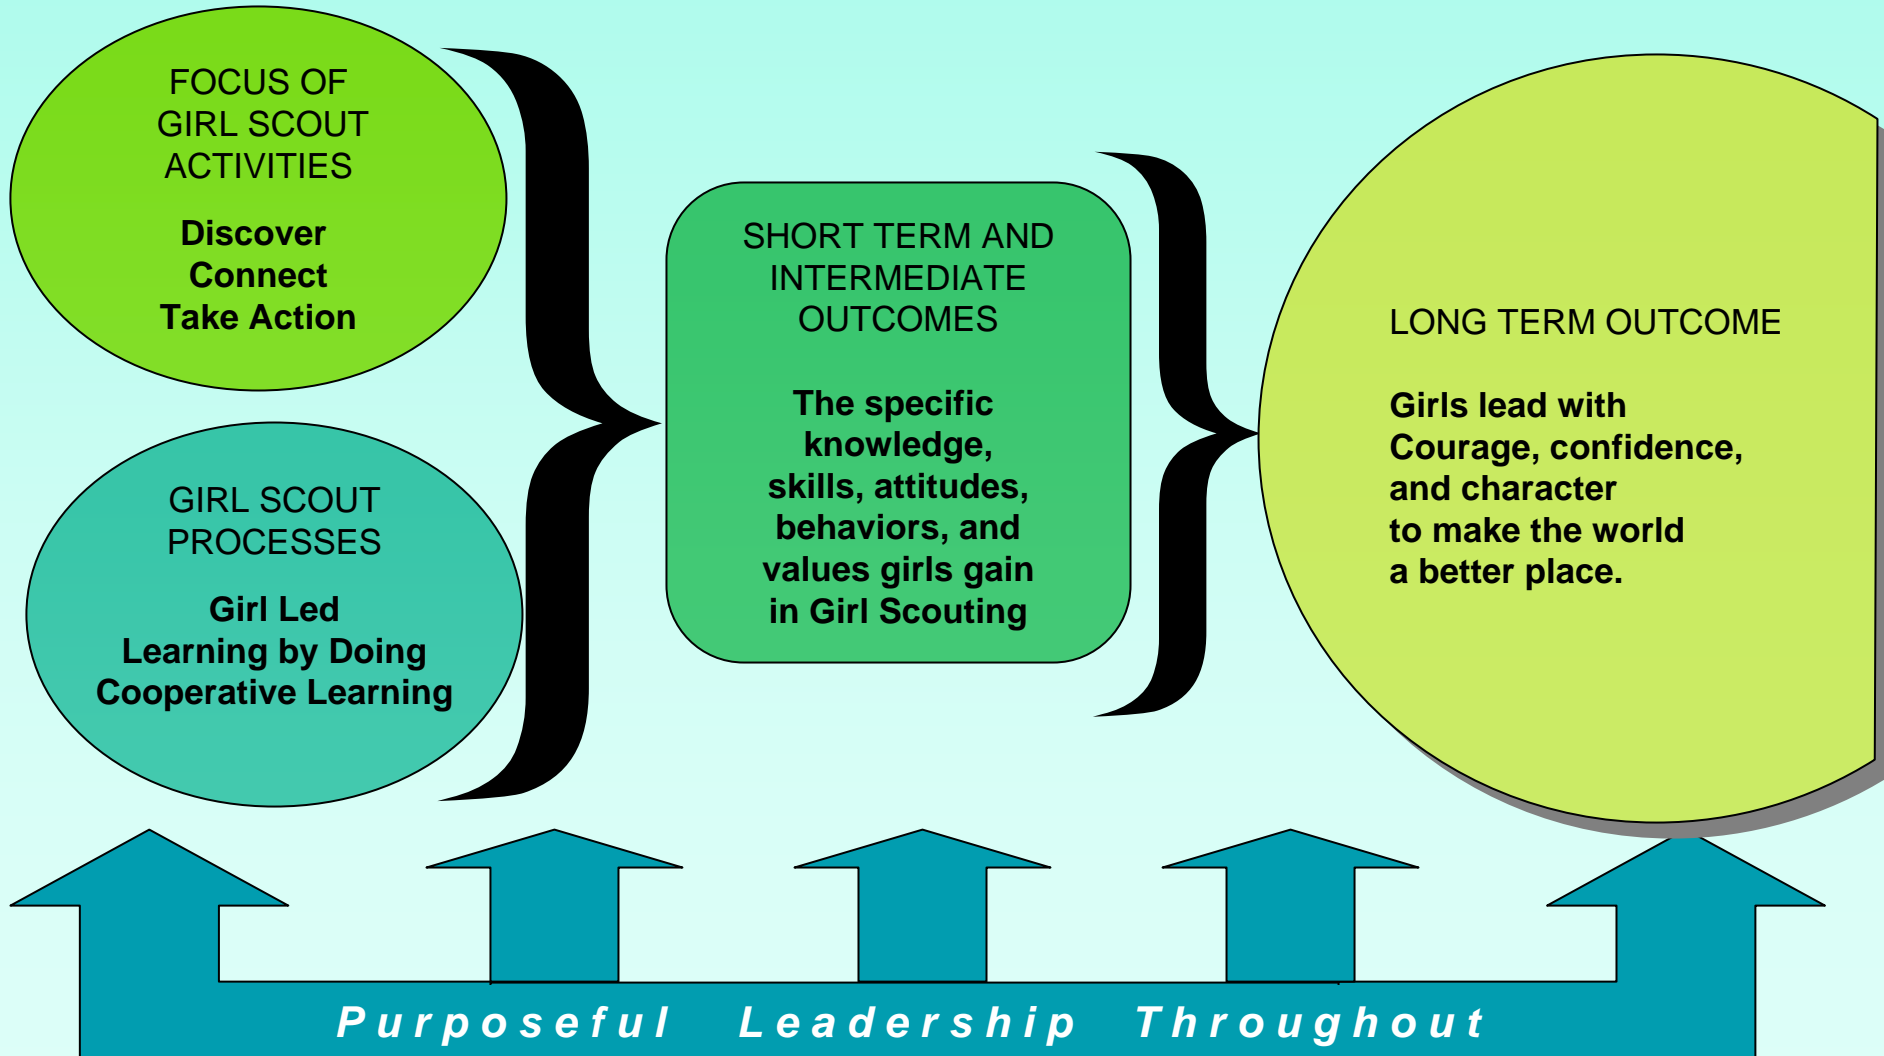 FOCUS OF
GIRL SCOUT
ACTIVITIES
Discover
Connect
Take Action
GIRL SCOUT
PROCESSES
Girl Led
Learning by Doing
Cooperative Learning
SHORT TERM AND
INTERMEDIATE
OUTCOMES
The specific
knowledge,
skills, attitudes,
behaviors, and
values girls gain
in Girl Scouting
LONG TERM OUTCOME
Girls lead with
Courage, confidence,
and character
to make the world
a better place.
Purposeful Leadership Throughout